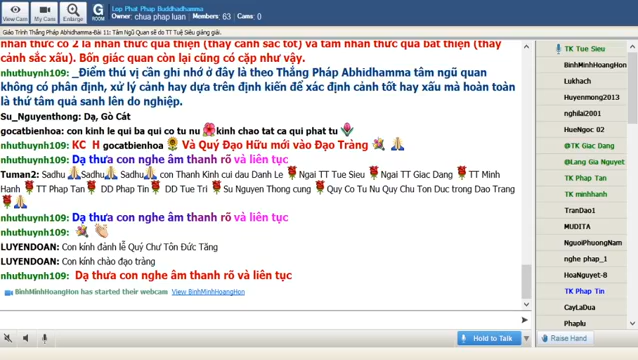 View Cam
My Cam
Enlarge
G
ROOM
Lop Phat Phap Buddhadhamma
Owner: chua phap luan Members: 63 Cams: 0
Giáo Trình Thắng Pháp Abhidhamma-Bài 11: Tâm Ngũ Quan sẽ do TT Tuệ Siêu giảng giải.
nhãn thức có 2 là nhãn thức quả thiện (thấy cảnh sắc tốt) và tâm nhãn thức quả bất thiện (thấy
cảnh sắc xấu). Bốn giác quan còn lại cũng có cặp như vậy.
nhuthuynh109: _Điểm thú vị cần ghi nhớ ở đây là theo Thắng Pháp Abhidhamma tâm ngũ quan
không có phân định, xử lý cảnh hay dựa trên định kiến để xác định cảnh tốt hay xấu mà hoàn toàn
là thứ tâm quả sanh lên do nghiệp.
Su_Nguyenthong: Dạ, Gò Cát
gocatbienhoa: con kinh le qui ba qui co tu nu kinh chao tat ca qui phat tu
nhuthuynh109: KC H gocatbienhoa Và Quý Đạo Hữu mới vào Đạo Tràng
nhuthuynh109: Dạ thưa con nghe âm thanh rõ và liên tục
Tuman2: Sadhu Sadhu Sadhu con Thanh Kinh cui dau Danh Le Ngai TT Tue Sieu Ngai TT Giac Dang TT Minh
Hanh TT Phap Tan DD Phap Tin DD Tue Tri Su Nguyen Thong cung Quy Co Tu Nu Quy Chu Ton Duc trong Dao Trang
nhuthuynh109: Dạ thưa con nghe âm thanh rõ và liên tục
nhuthuynh109:
LUYENDOAN: Con kính đảnh lễ Quý Chư Tôn Đức Tăng
LUYENDOAN: Con kính chào đạo tràng
nhuthuynh109: Dạ thưa con nghe âm thanh rõ và liên tục
BinhMinhHoangHon has started their webcam View BinhMinhHoangHon
Hold to Talk
TK Tue Sieu
BinhMinhHoangHon
Lukhach
Huyenmong2013
nghilai2001
HueNgoc 02
@TK Giac Dang
@Lang Gia Nguyet
TK Phap Tan
TK minhhanh
TranDao1
MUDITA
NguoiPhuongNam
nghe phap_1
HoaNguyet-8
TK Phap Tin
CayLaDua
Phaplu
Raise Hand